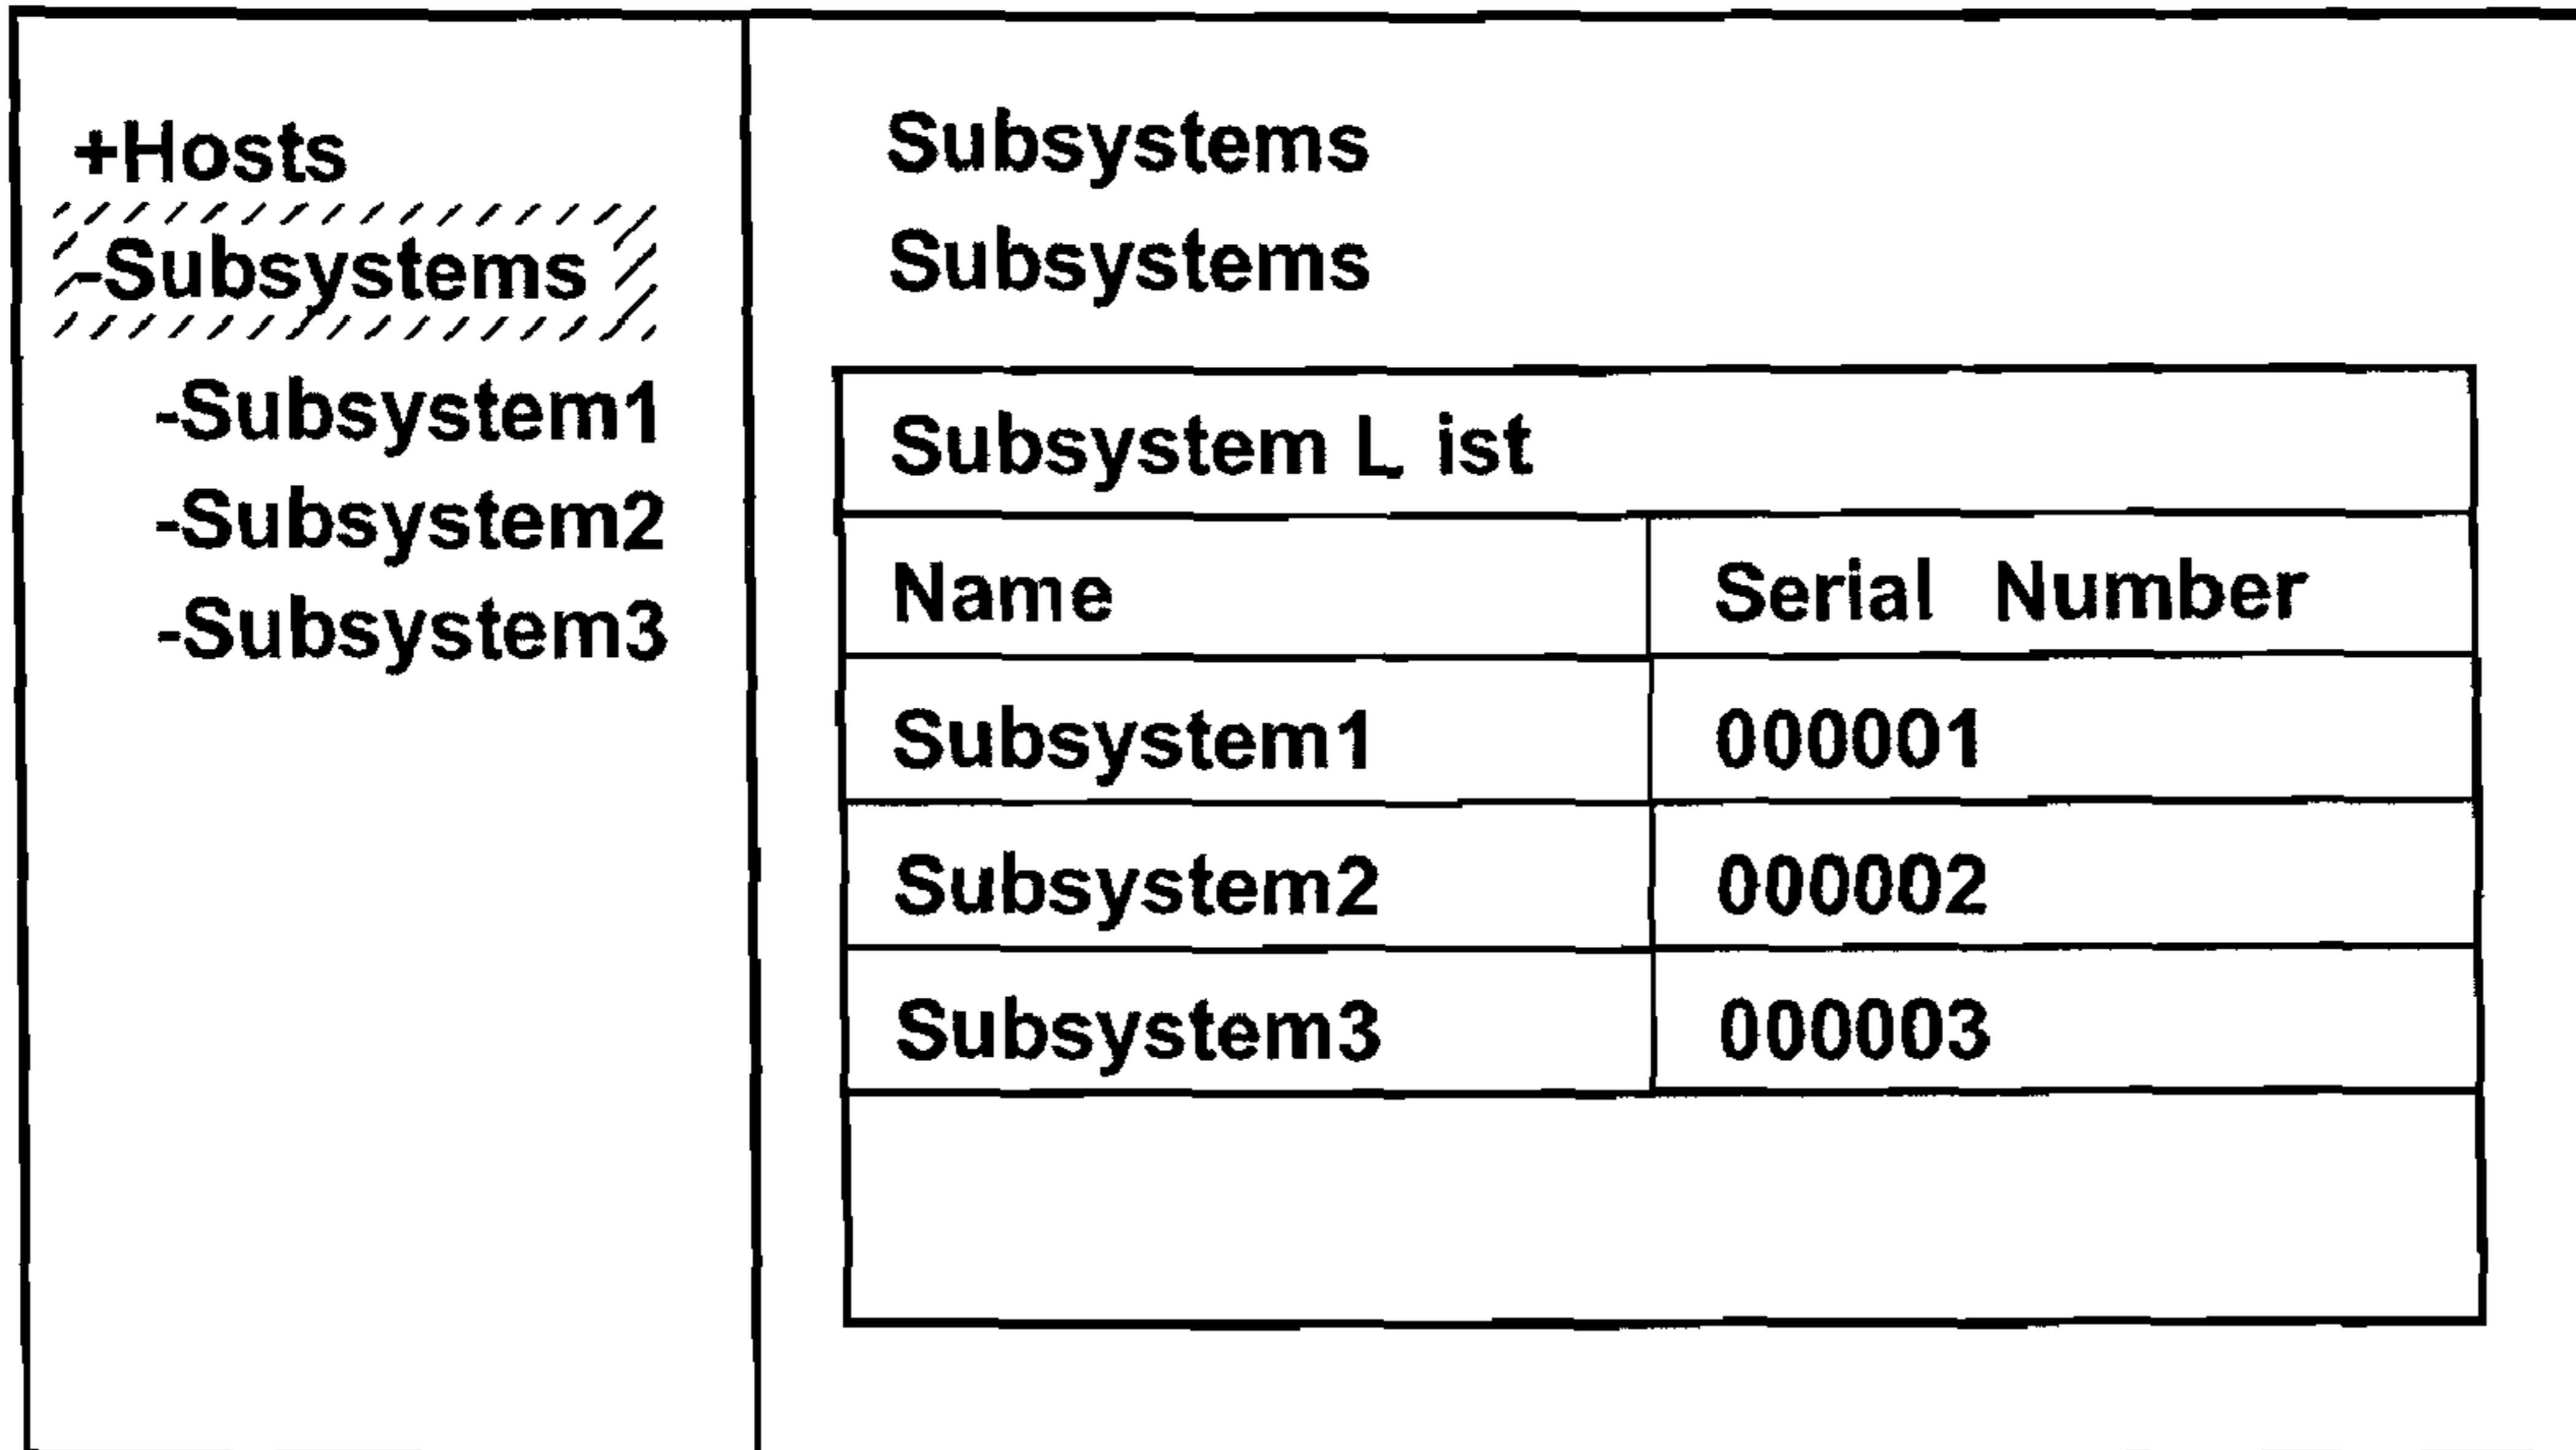 +Hosts
-Subsystems
-Subsystem1
-Subsystem2
-Subsystem3
Subsystems
Subsystems
Subsystem L ist
Name Serial Number
Subsystem1 000001
Subsystem2 000002
Subsystem3 000003